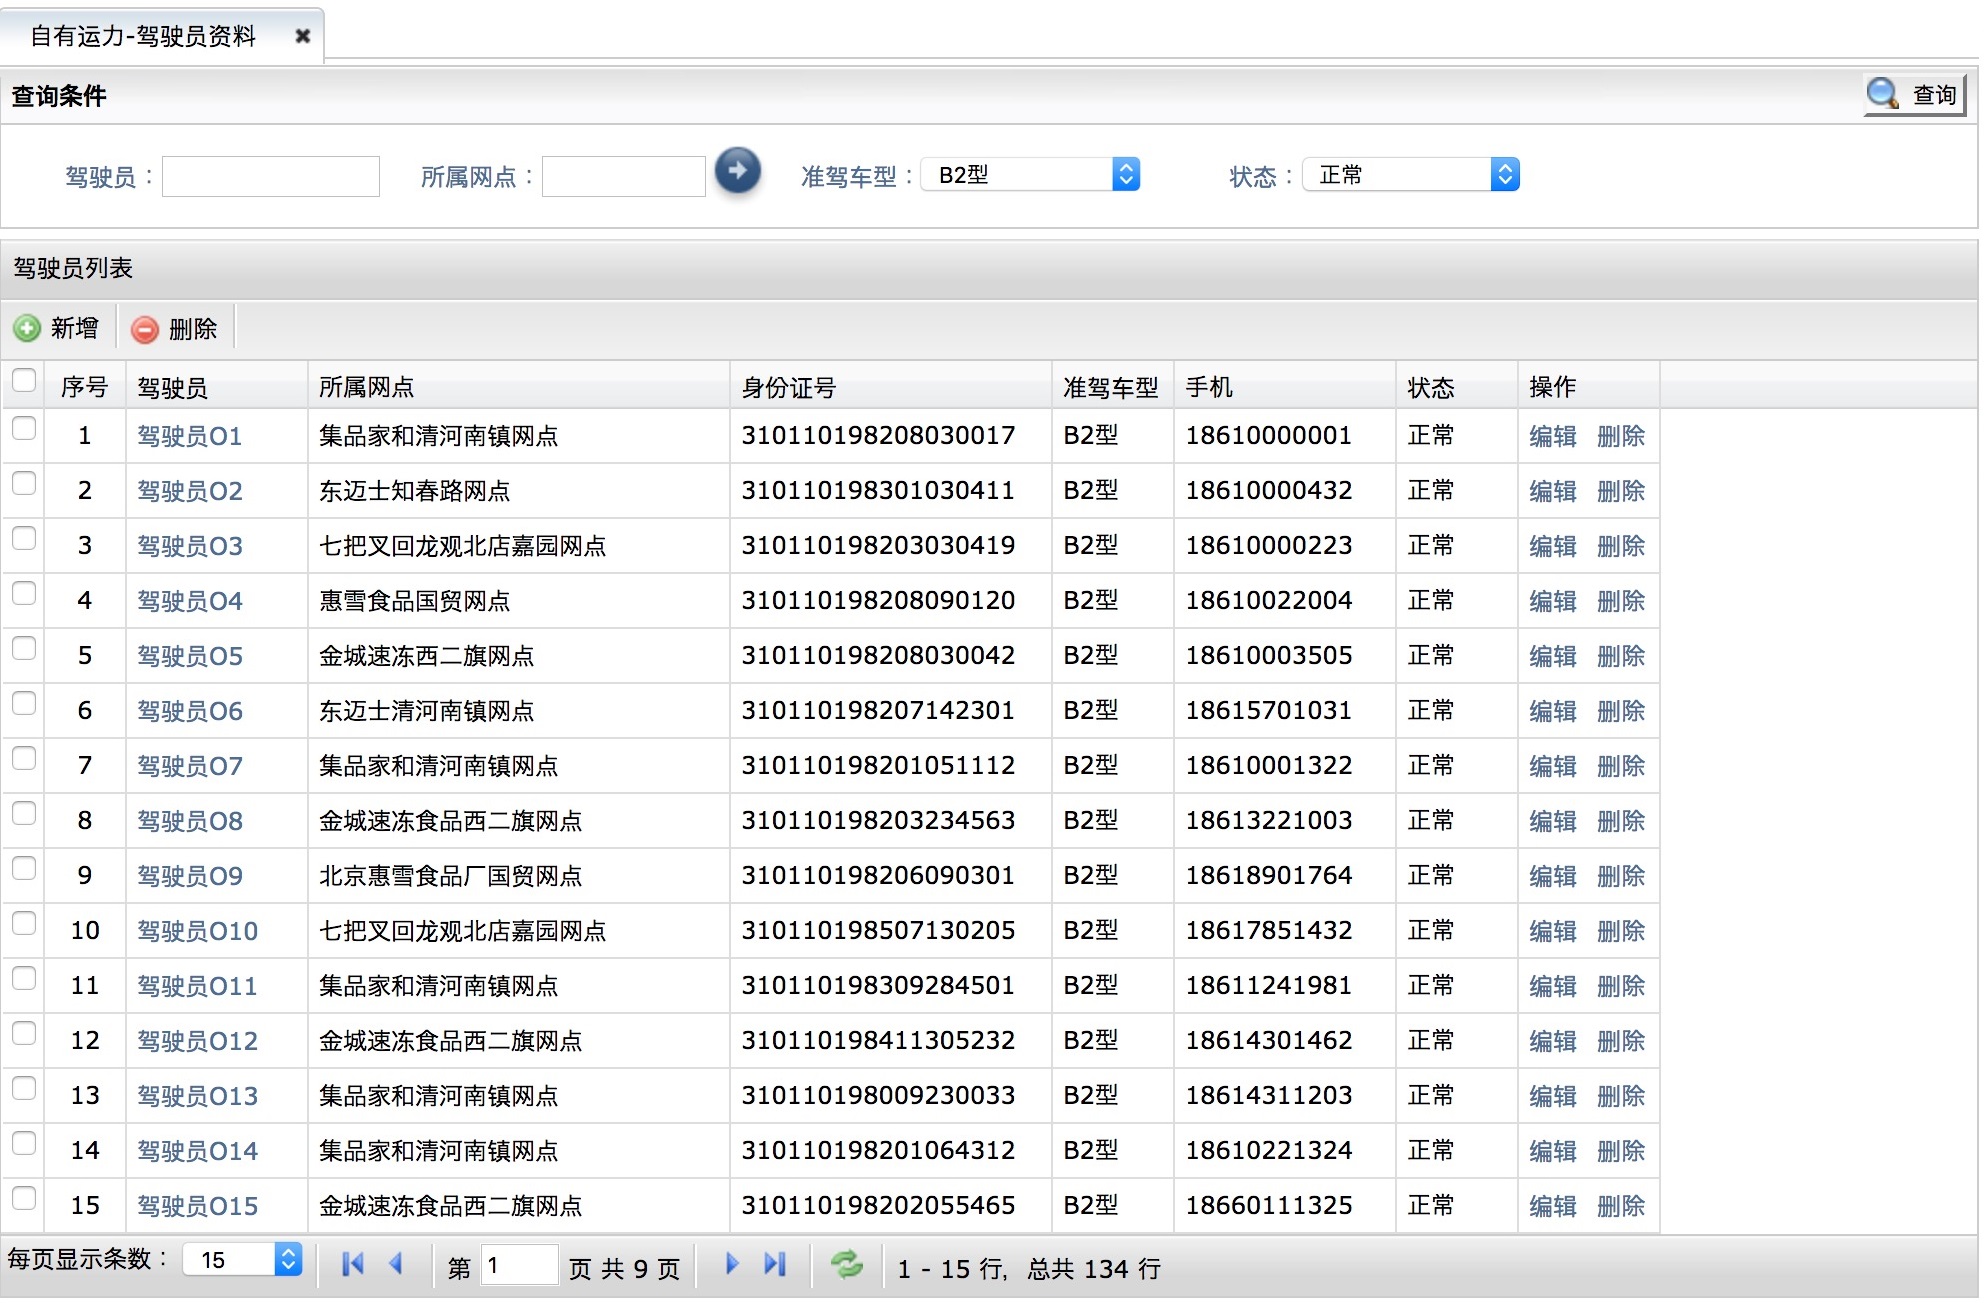 自有运力-驾驶员资料 ✖
查询条件 查询
驾驶员： 所属网点： 准驾车型： B2型 状态： 正常
驾驶员列表
新增 删除
序号 驾驶员 所属网点 身份证号 准驾车型 手机 状态 操作
1 驾驶员O1 集品家和清河南镇网点 310110198208030017 B2型 18610000001 正常 编辑 删除
2 驾驶员O2 东迈士知春路网点 310110198301030411 B2型 18610000432 正常 编辑 删除
3 驾驶员O3 七把叉回龙观北店嘉园网点 310110198203030419 B2型 18610000223 正常 编辑 删除
4 驾驶员O4 惠雪食品国贸网点 310110198208090120 B2型 18610022004 正常 编辑 删除
5 驾驶员O5 金城速冻西二旗网点 310110198208030042 B2型 18610003505 正常 编辑 删除
6 驾驶员O6 东迈士清河南镇网点 310110198207142301 B2型 18615701031 正常 编辑 删除
7 驾驶员O7 集品家和清河南镇网点 310110198201051112 B2型 18610001322 正常 编辑 删除
8 驾驶员O8 金城速冻食品西二旗网点 310110198203234563 B2型 18613221003 正常 编辑 删除
9 驾驶员O9 北京惠雪食品厂国贸网点 310110198206090301 B2型 18618901764 正常 编辑 删除
10 驾驶员O10 七把叉回龙观北店嘉园网点 310110198507130205 B2型 18617851432 正常 编辑 删除
11 驾驶员O11 集品家和清河南镇网点 310110198309284501 B2型 18611241981 正常 编辑 删除
12 驾驶员O12 金城速冻食品西二旗网点 310110198411305232 B2型 18614301462 正常 编辑 删除
13 驾驶员O13 集品家和清河南镇网点 310110198009230033 B2型 18614311203 正常 编辑 删除
14 驾驶员O14 集品家和清河南镇网点 310110198201064312 B2型 18610221324 正常 编辑 删除
15 驾驶员O15 金城速冻食品西二旗网点 310110198202055465 B2型 18660111325 正常 编辑 删除
每页显示条数： 15 第 1 页 共 9 页 1 - 15 行, 总共 134 行